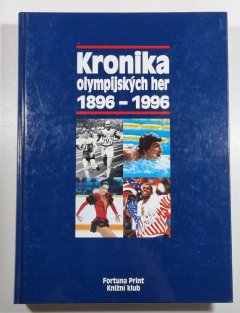 Kronika
olympijských her
1896 – 1996
Fortuna Print
Knižní klub